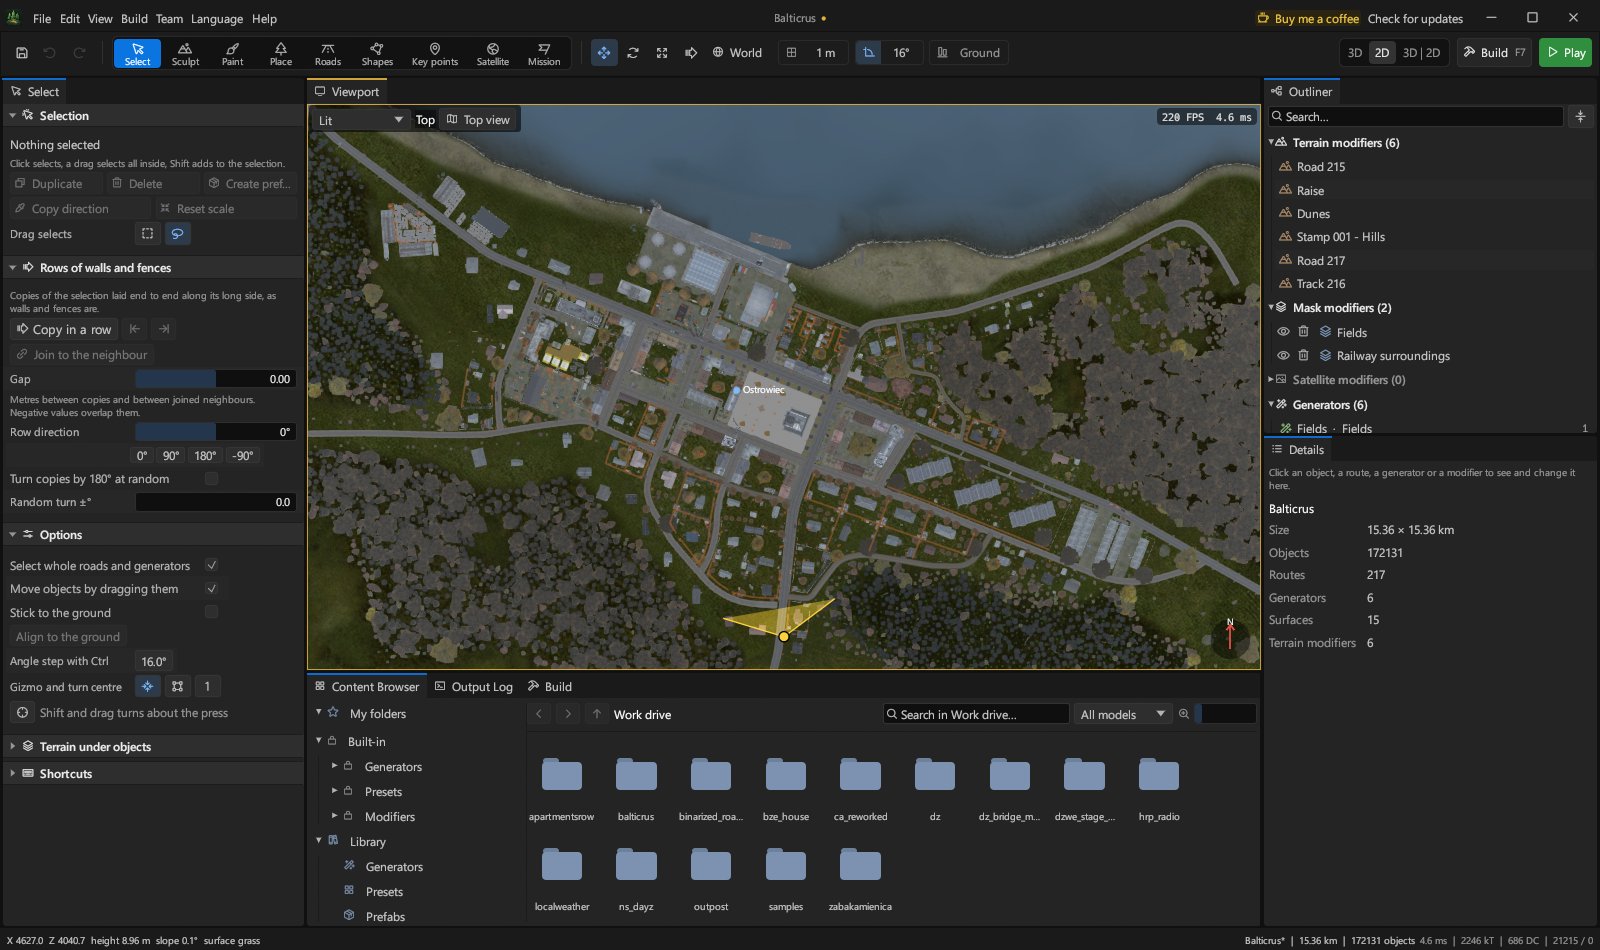 File Edit View Build Team Language Help
Balticrus
Buy me a coffee Check for updates
Select Sculpt Paint Place Roads Shapes Key points Satellite Mission
World
1 m
16°
Ground
3D 2D 3D | 2D
Build F7
Play
Select
Selection
Nothing selected
Click selects, a drag selects all inside, Shift adds to the selection.
Duplicate Delete Create pref...
Copy direction Reset scale
Drag selects
Rows of walls and fences
Copies of the selection laid end to end along its long side, as
walls and fences are.
Copy in a row
Join to the neighbour
Gap 0.00
Metres between copies and between joined neighbours.
Negative values overlap them.
Row direction 0°
0° 90° 180° -90°
Turn copies by 180° at random
Random turn ±° 0.0
Options
Select whole roads and generators
Move objects by dragging them
Stick to the ground
Align to the ground
Angle step with Ctrl 16.0°
Gizmo and turn centre 1
Shift and drag turns about the press
Terrain under objects
Shortcuts
Viewport
Lit Top Top view
220 FPS 4.6 ms
Ostrowiec
N
Content Browser Output Log Build
My folders
Built-in
Generators
Presets
Modifiers
Library
Generators
Presets
Prefabs
Work drive
Search in Work drive...
All models
apartmentsrow balticrus binarized_roa... bze_house ca_reworked dz dz_bridge_m... dzwe_stage_... hrp_radio
localweather ns_dayz outpost samples zabakamienica
Outliner
Search...
Terrain modifiers (6)
Road 215
Raise
Dunes
Stamp 001 - Hills
Road 217
Track 216
Mask modifiers (2)
Fields
Railway surroundings
Satellite modifiers (0)
Generators (6)
Fields · Fields 1
Details
Click an object, a route, a generator or a modifier to see and change it
here.
Balticrus
Size 15.36 × 15.36 km
Objects 172131
Routes 217
Generators 6
Surfaces 15
Terrain modifiers 6
X 4627.0 Z 4040.7 height 8.96 m slope 0.1° surface grass
Balticrus* | 15.36 km | 172131 objects 4.6 ms | 2246 kT | 686 DC | 21215 / 0